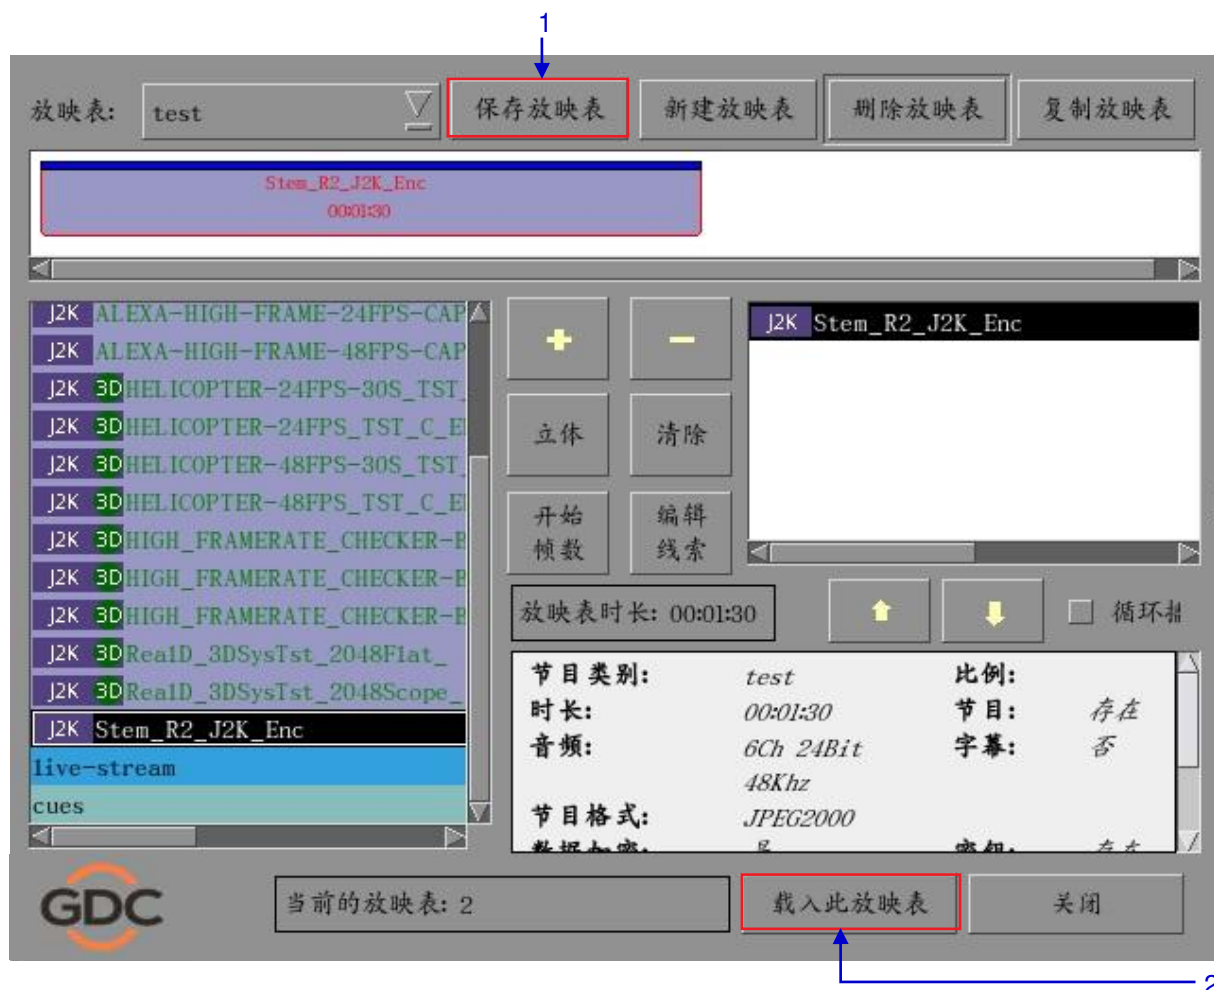 1
放映表: test 保存放映表 新建放映表 删除放映表 复制放映表
Stem_R2_J2K_Enc
00:01:30
J2K ALEXA-HIGH-FRAME-24FPS-CAP
J2K ALEXA-HIGH-FRAME-48FPS-CAP
J2K 3D HELICOPTER-24FPS-30S_TST_
J2K 3D HELICOPTER-24FPS_TST_C_E
J2K 3D HELICOPTER-48FPS-30S_TST_
J2K 3D HELICOPTER-48FPS_TST_C_E
J2K 3D HIGH_FRAMERATE_CHECKER-
J2K 3D HIGH_FRAMERATE_CHECKER-
J2K 3D HIGH_FRAMERATE_CHECKER-
J2K 3D RealD_3DSysTst_2048Flat_
J2K 3D RealD_3DSysTst_2048Scope_
J2K Stem_R2_J2K_Enc
live-stream
cues
+ −
立体 清除
开始
帧数
编辑
线索
J2K Stem_R2_J2K_Enc
放映表时长: 00:01:30
循环
节目类别: test 比例:
时长: 00:01:30 节目: 存在
音频: 6Ch 24Bit 字幕: 否
48Khz
节目格式: JPEG2000
GDC
当前的放映表: 2
载入此放映表
关闭
2